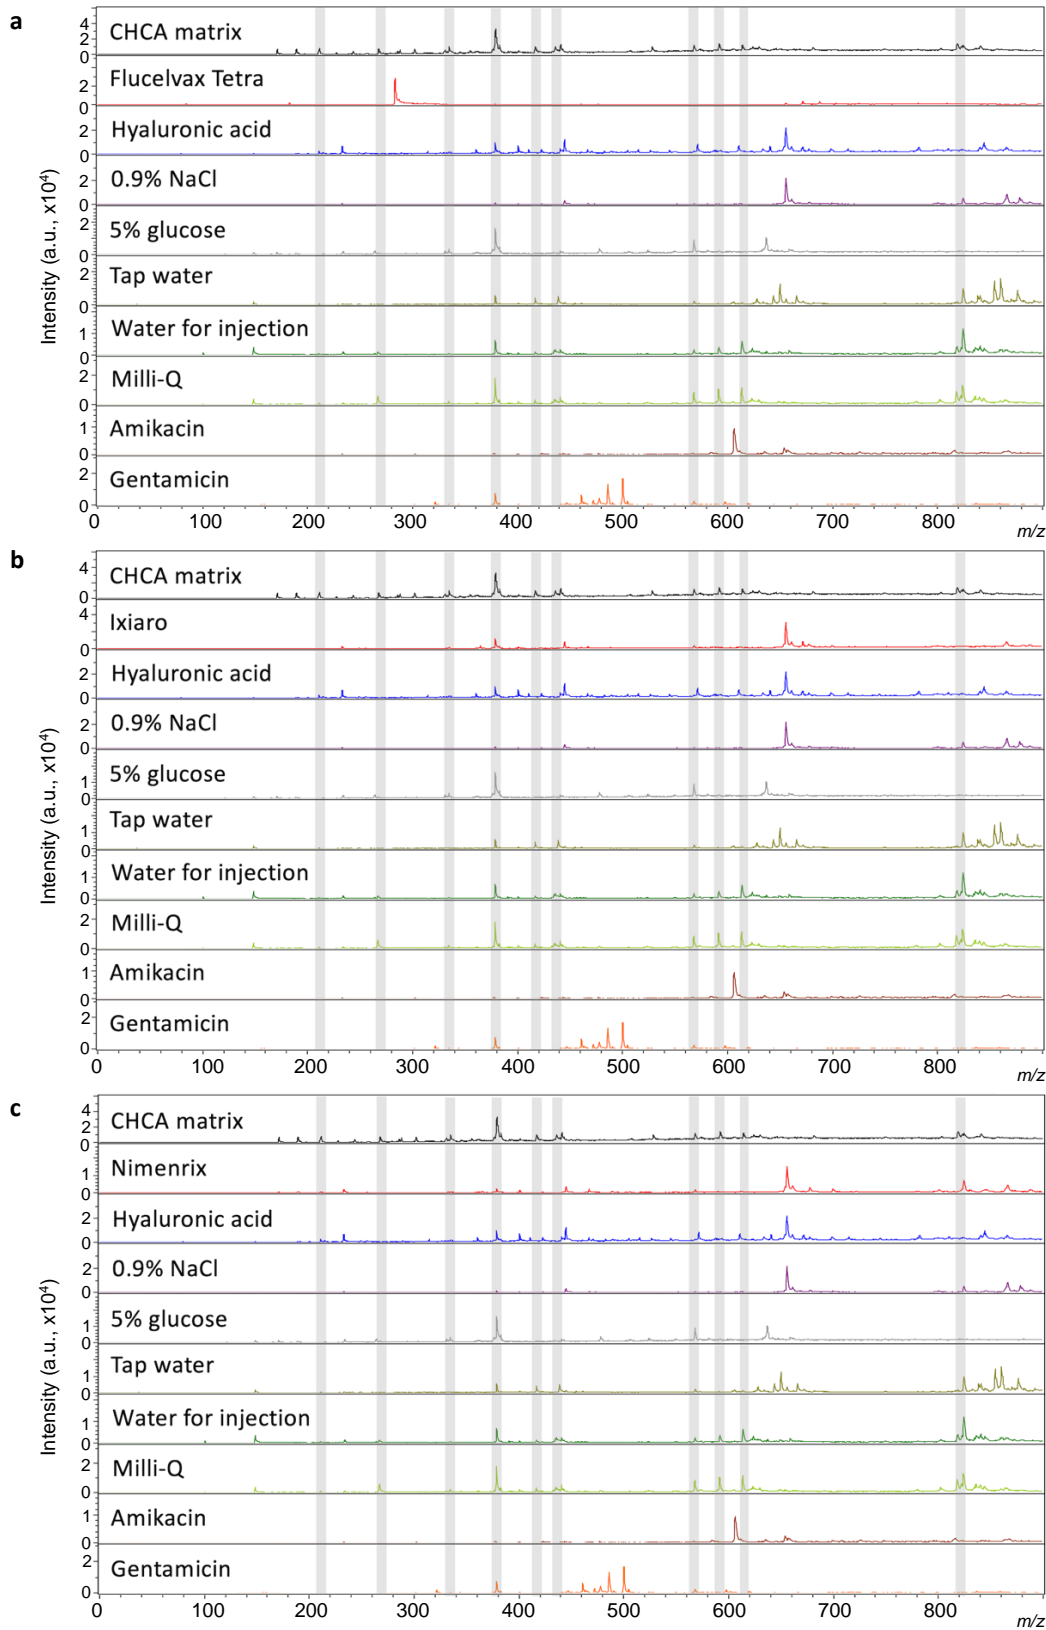 a
CHCA matrix
Flucelvax Tetra
Hyaluronic acid
0.9% NaCl
5% glucose
Tap water
Water for injection
Milli-Q
Amikacin
Gentamicin
Intensity (a.u., x10⁴)
4
2
0
2
0
2
0
2
0
2
0
2
0
1
0
2
0
1
0
2
0
0 100 200 300 400 500 600 700 800
m/z
b
CHCA matrix
Ixiaro
Hyaluronic acid
0.9% NaCl
5% glucose
Tap water
Water for injection
Milli-Q
Amikacin
Gentamicin
Intensity (a.u., x10⁴)
4
2
0
4
2
0
2
0
2
0
1
0
1
0
1
0
2
0
1
0
2
0
0 100 200 300 400 500 600 700 800
m/z
c
CHCA matrix
Nimenrix
Hyaluronic acid
0.9% NaCl
5% glucose
Tap water
Water for injection
Milli-Q
Amikacin
Gentamicin
Intensity (a.u., x10⁴)
4
2
0
1
0
2
0
2
0
1
0
1
0
1
0
2
0
1
0
2
0
0 100 200 300 400 500 600 700 800
m/z